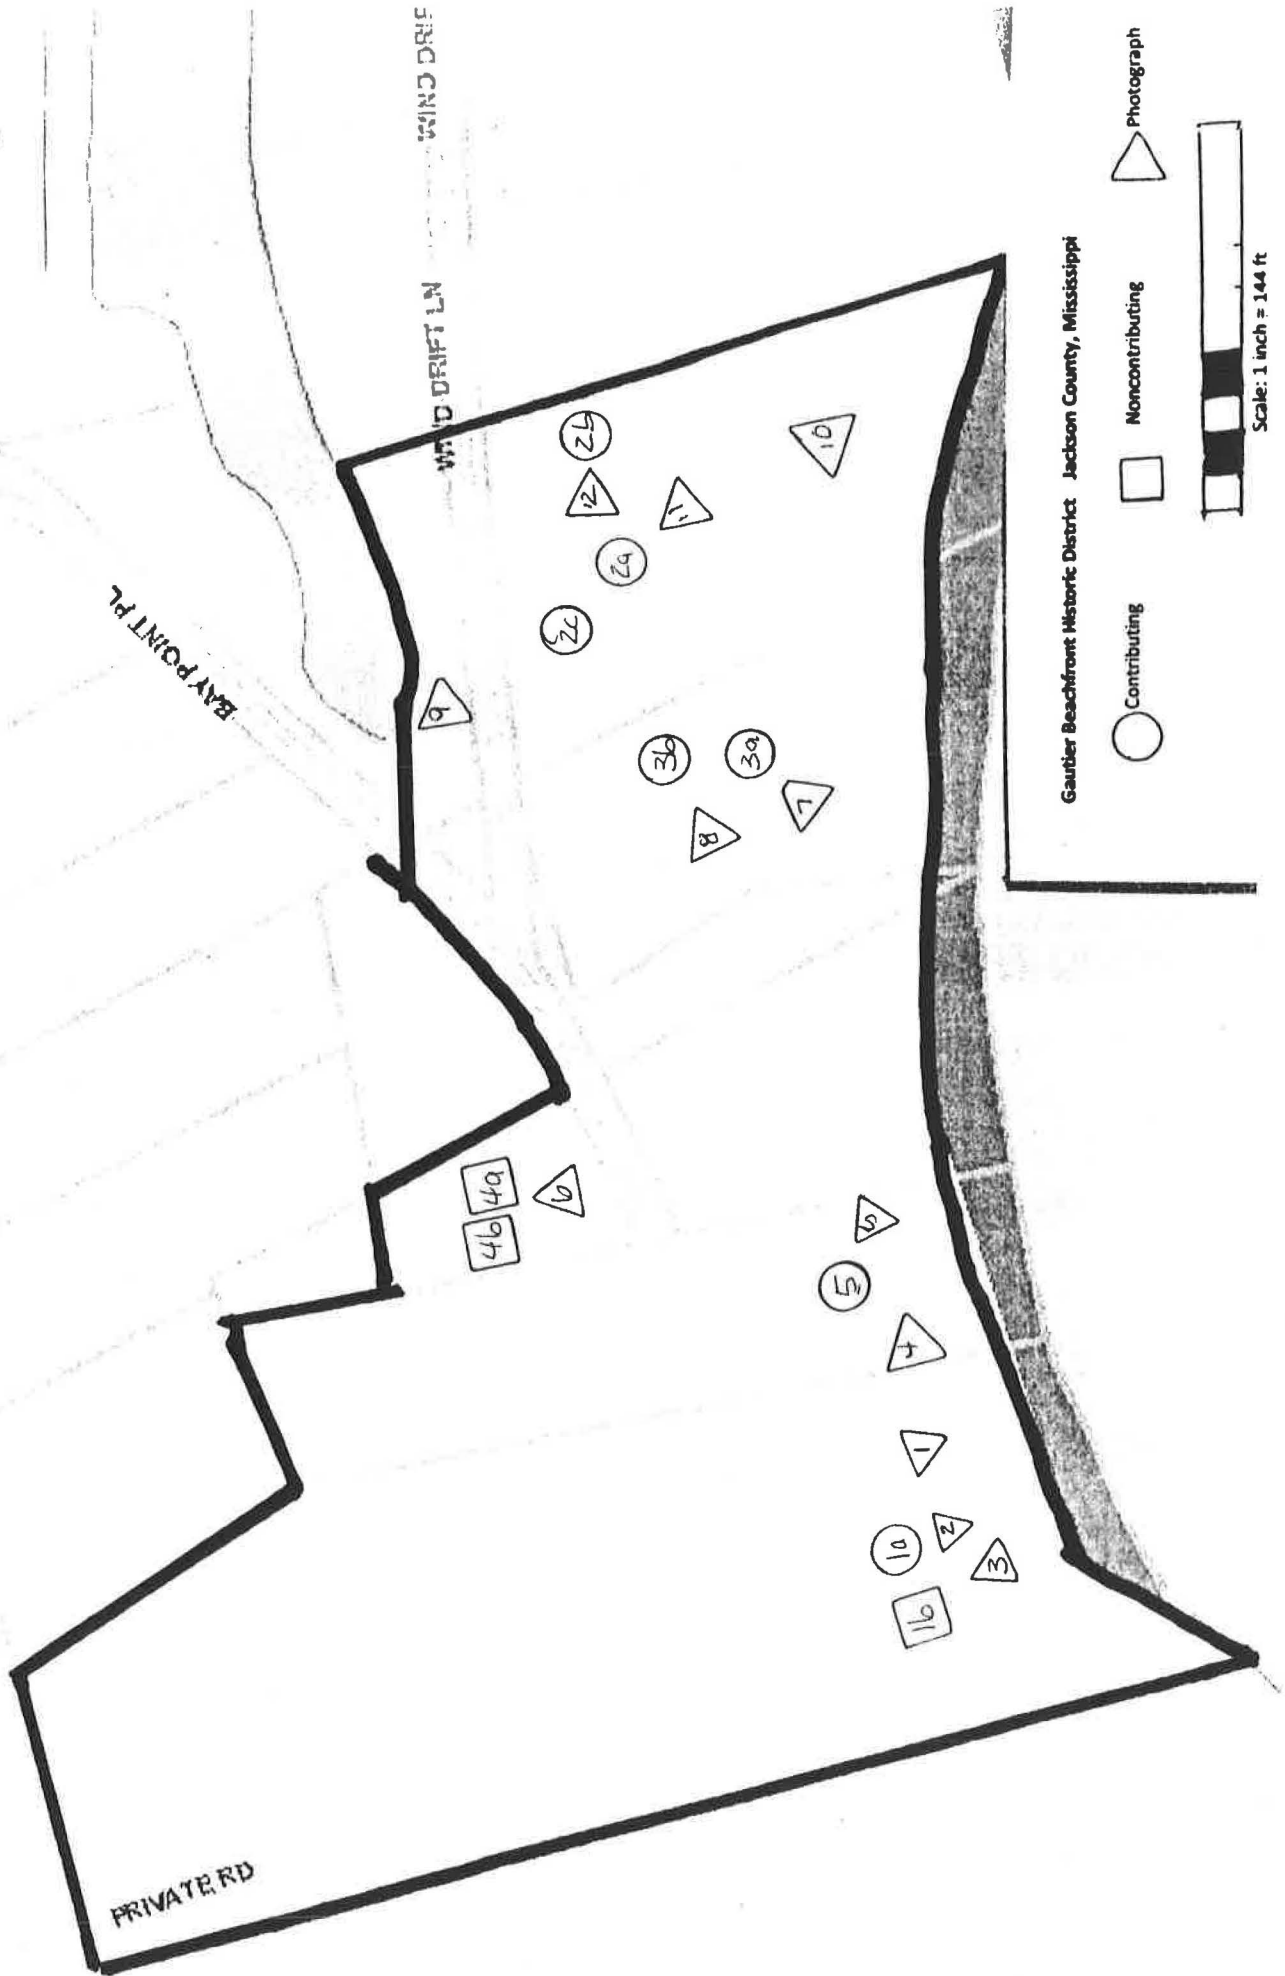 PRIVATE RD
BAY POINT PL
WIND DRIFT LN
WIND DRIF
1b
1a
2
3
1
4
5
5
4b
4a
6
8
7
3b
3a
9
2c
2a
11
12
2b
10
Gautier Beachfront Historic District Jackson County, Mississippi
Contributing
Noncontributing
Photograph
Scale: 1 inch = 144 ft